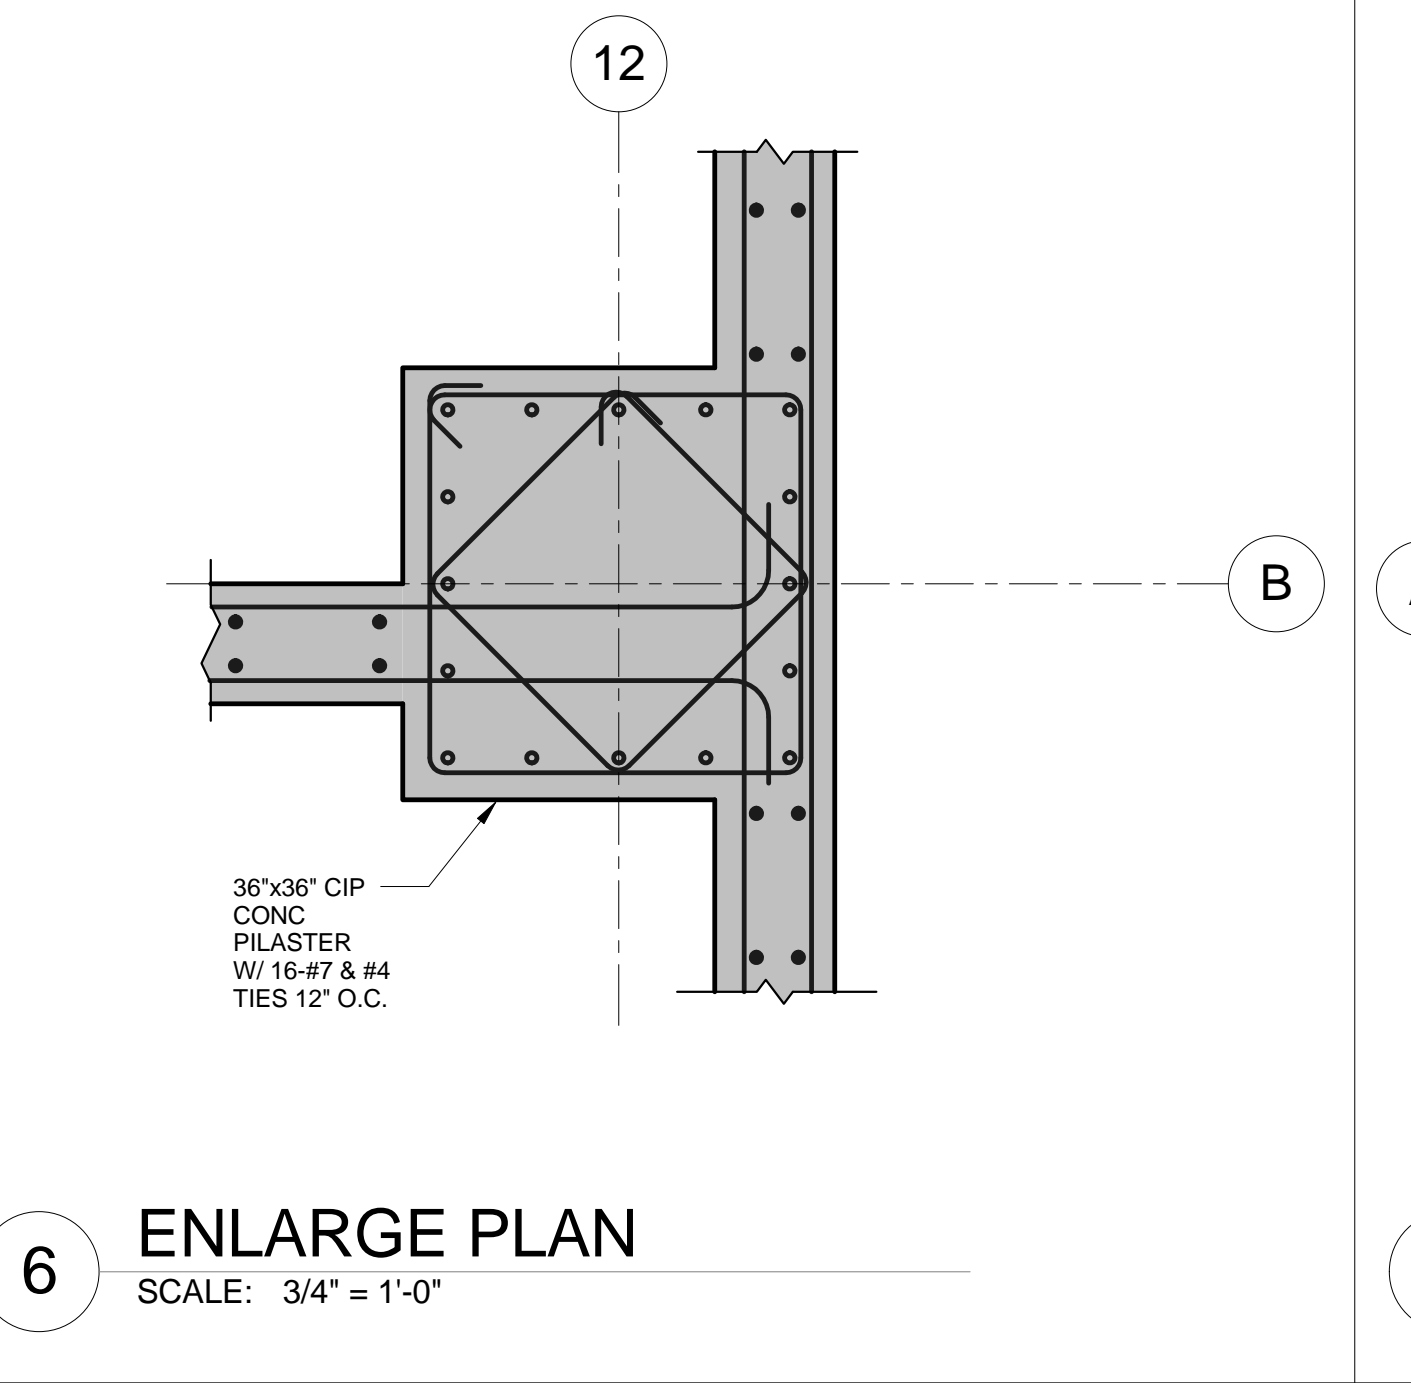 12
B
36"x36" CIP
CONC
PILASTER
W/ 16-#7 & #4
TIES 12" O.C.
6
ENLARGE PLAN
SCALE: 3/4" = 1'-0"